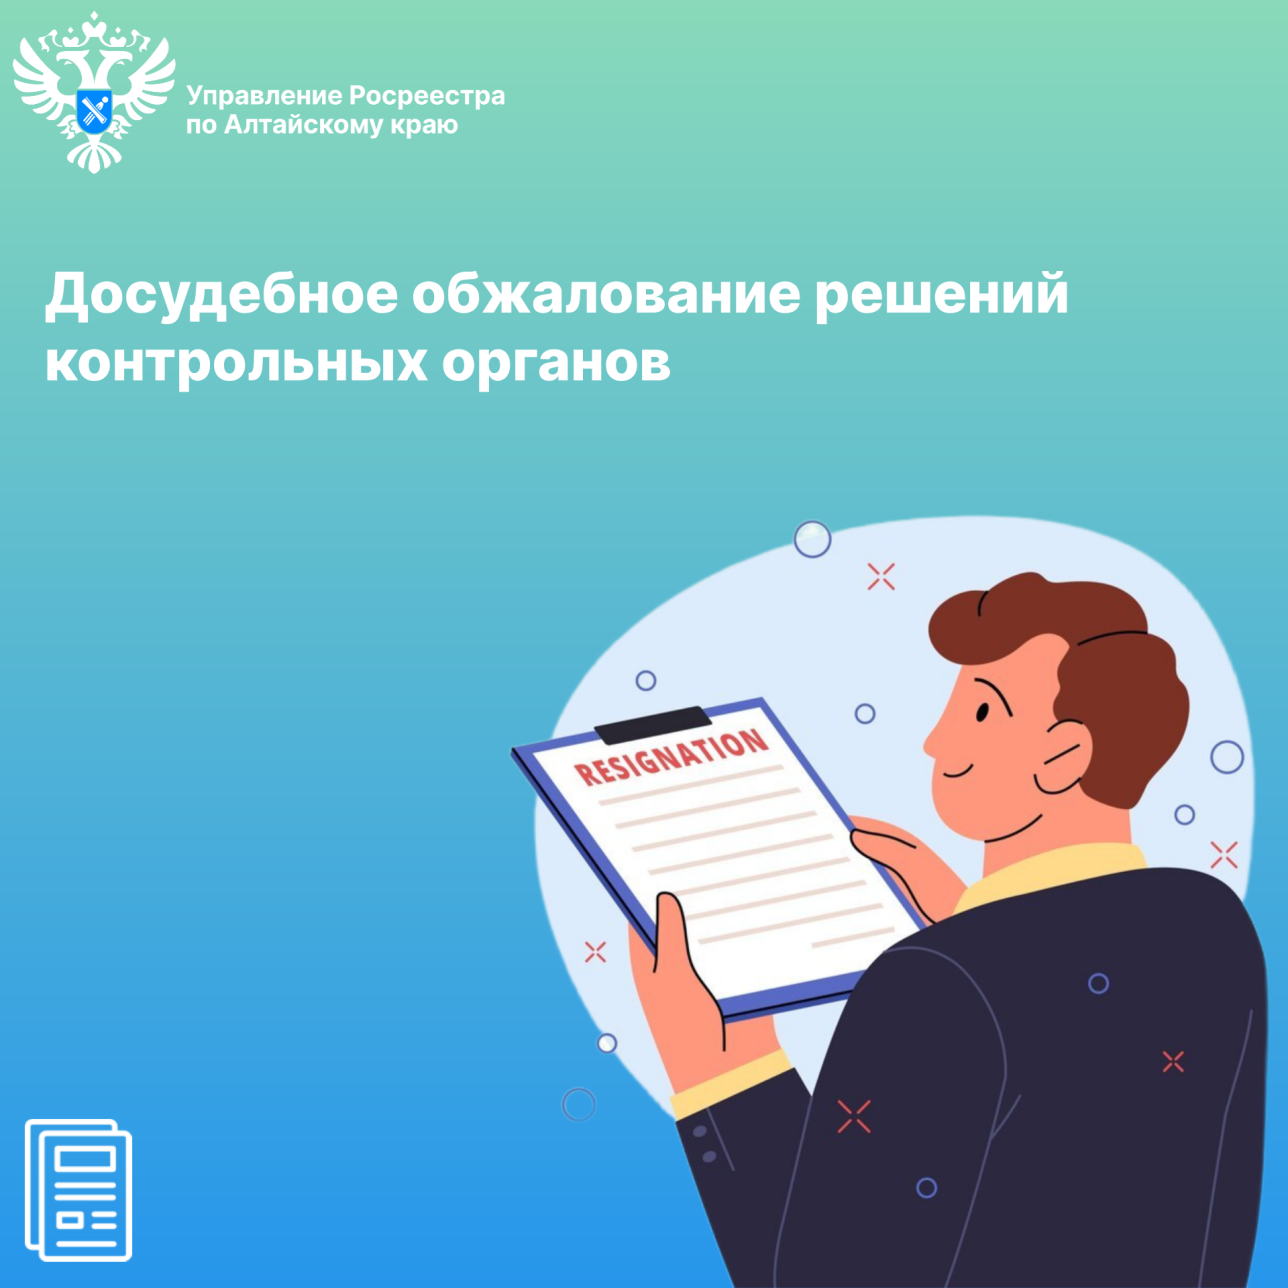 Управление Росреестра
по Алтайскому краю
Досудебное обжалование решений
контрольных органов
RESIGNATION